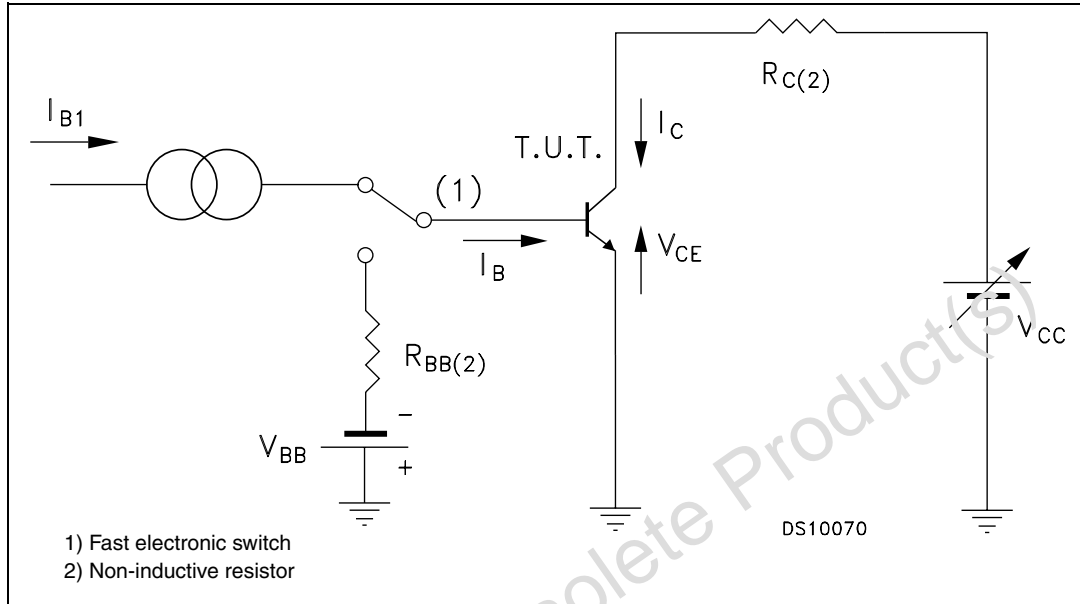 I_B1
R_C(2)
I_C
T.U.T.
(1)
V_CE
I_B
V_CC
R_BB(2)
−
V_BB
+
DS10070
1) Fast electronic switch
2) Non-inductive resistor
olete Product(s)